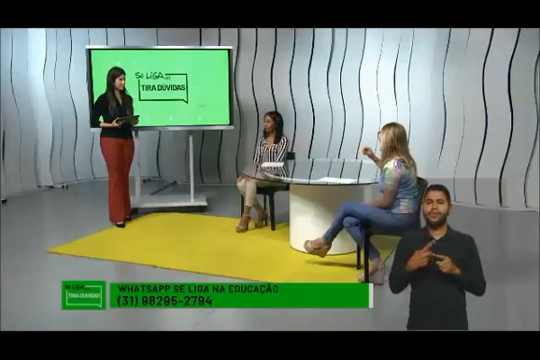 SE LIGA...
TIRA DÚVIDAS
SE LIGA...
TIRA DÚVIDAS
WHATSAPP SE LIGA NA EDUCAÇÃO
(31) 98295-2794